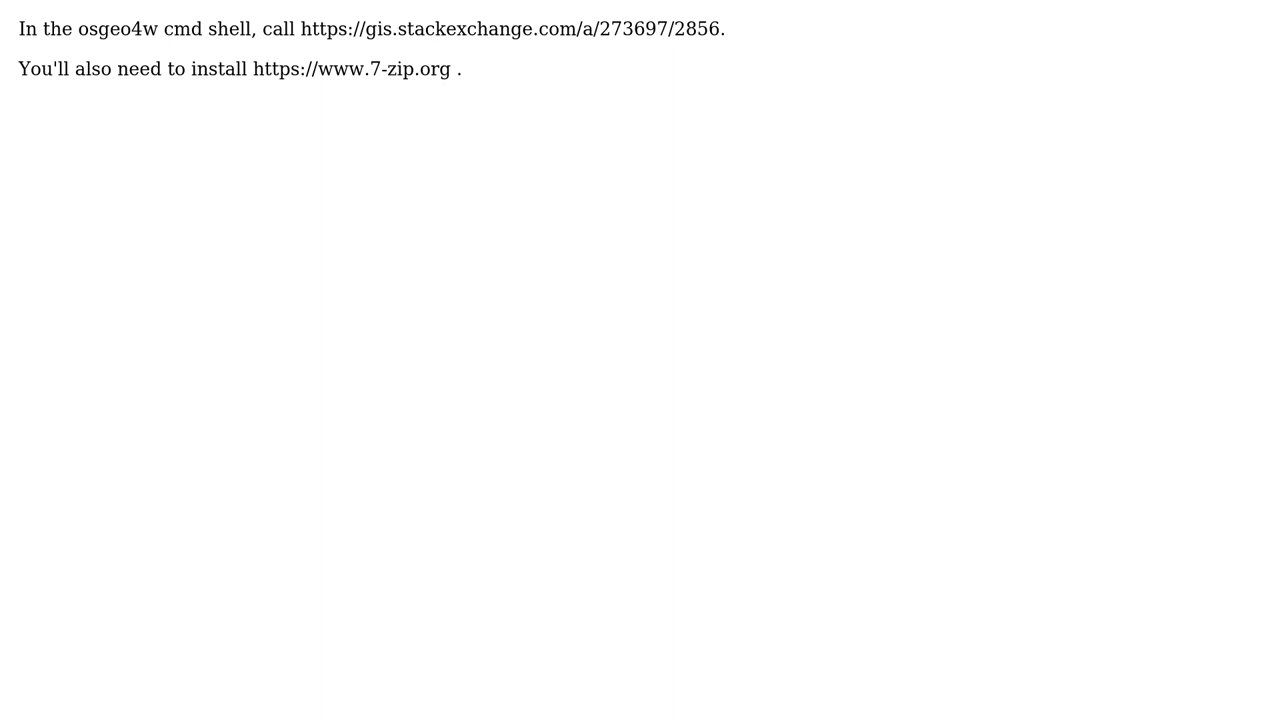 In the osgeo4w cmd shell, call https://gis.stackexchange.com/a/273697/2856.
You'll also need to install https://www.7-zip.org .